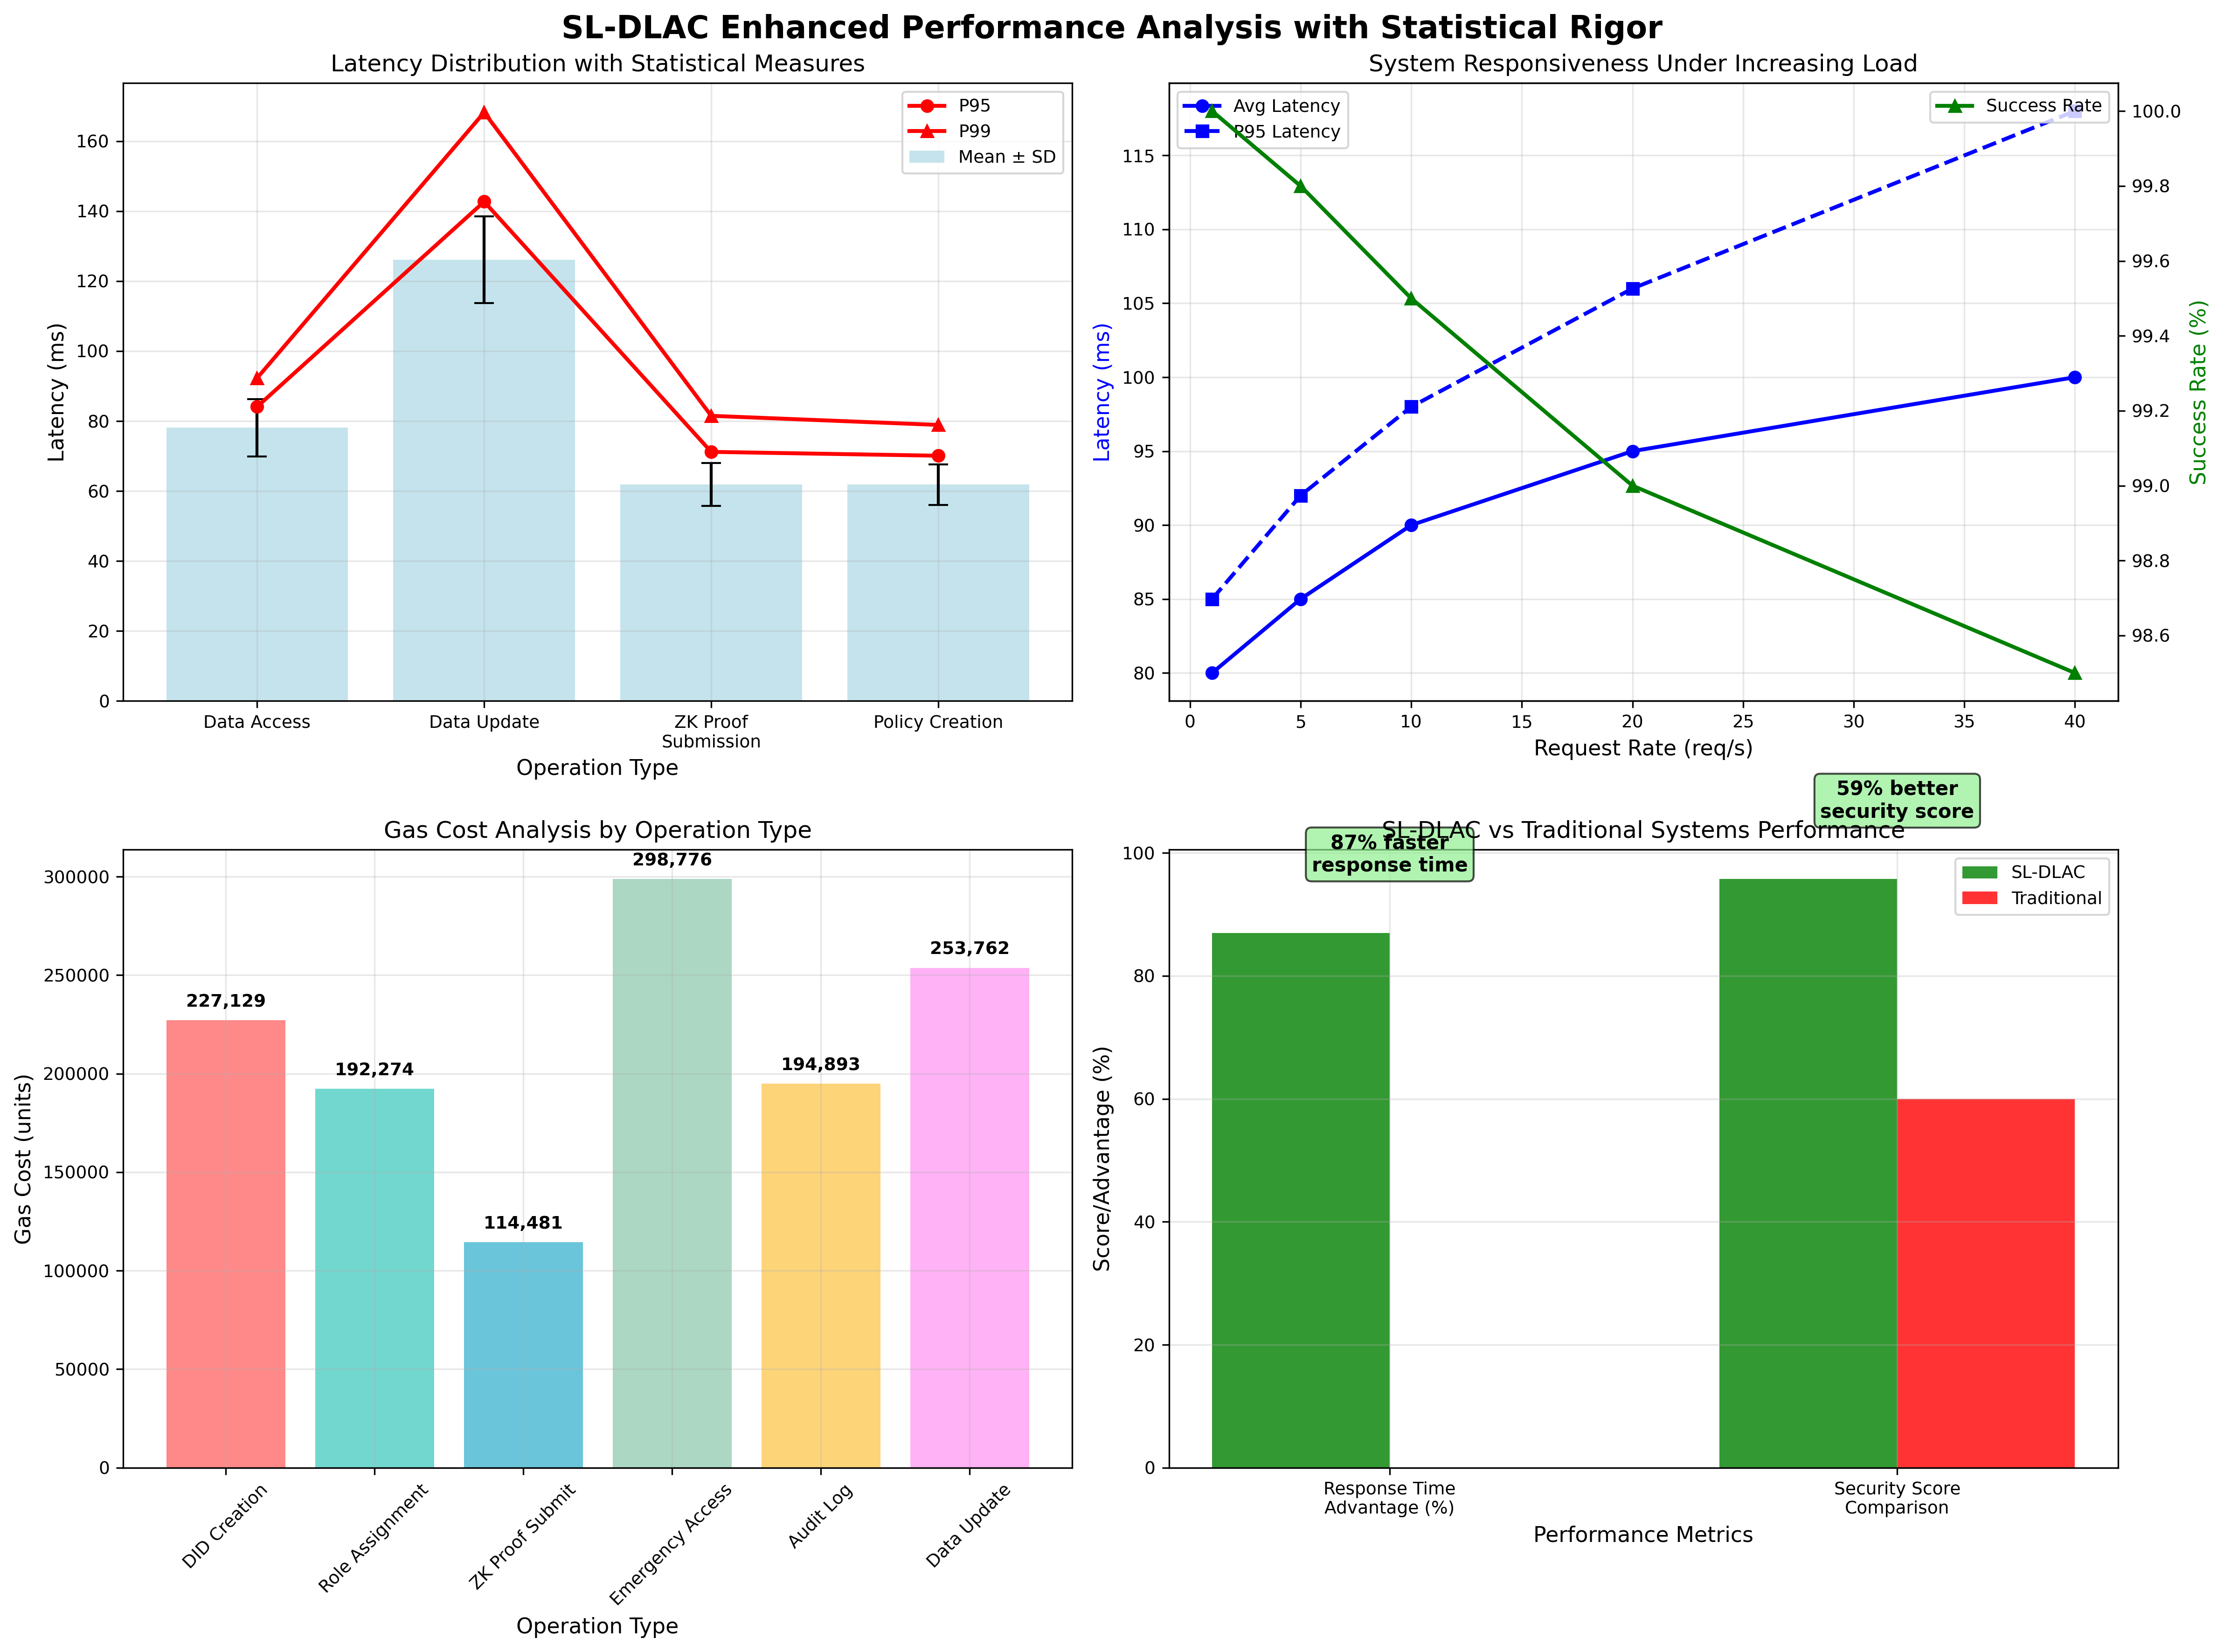 SL-DLAC Enhanced Performance Analysis with Statistical Rigor
Latency Distribution with Statistical Measures
P95
P99
Mean ± SD
160
140
120
100
80
60
40
20
0
Latency (ms)
Data Access
Data Update
ZK Proof
Submission
Policy Creation
Operation Type
System Responsiveness Under Increasing Load
Avg Latency
P95 Latency
Success Rate
115
110
105
100
95
90
85
80
Latency (ms)
100.0
99.8
99.6
99.4
99.2
99.0
98.8
98.6
Success Rate (%)
0
5
10
15
20
25
30
35
40
Request Rate (req/s)
Gas Cost Analysis by Operation Type
300000
250000
200000
150000
100000
50000
0
Gas Cost (units)
227,129
192,274
114,481
298,776
194,893
253,762
DID Creation
Role Assignment
ZK Proof Submit
Emergency Access
Audit Log
Data Update
Operation Type
59% better
security score
SL-DLAC vs Traditional Systems Performance
87% faster
response time
SL-DLAC
Traditional
100
80
60
40
20
0
Score/Advantage (%)
Response Time
Advantage (%)
Security Score
Comparison
Performance Metrics